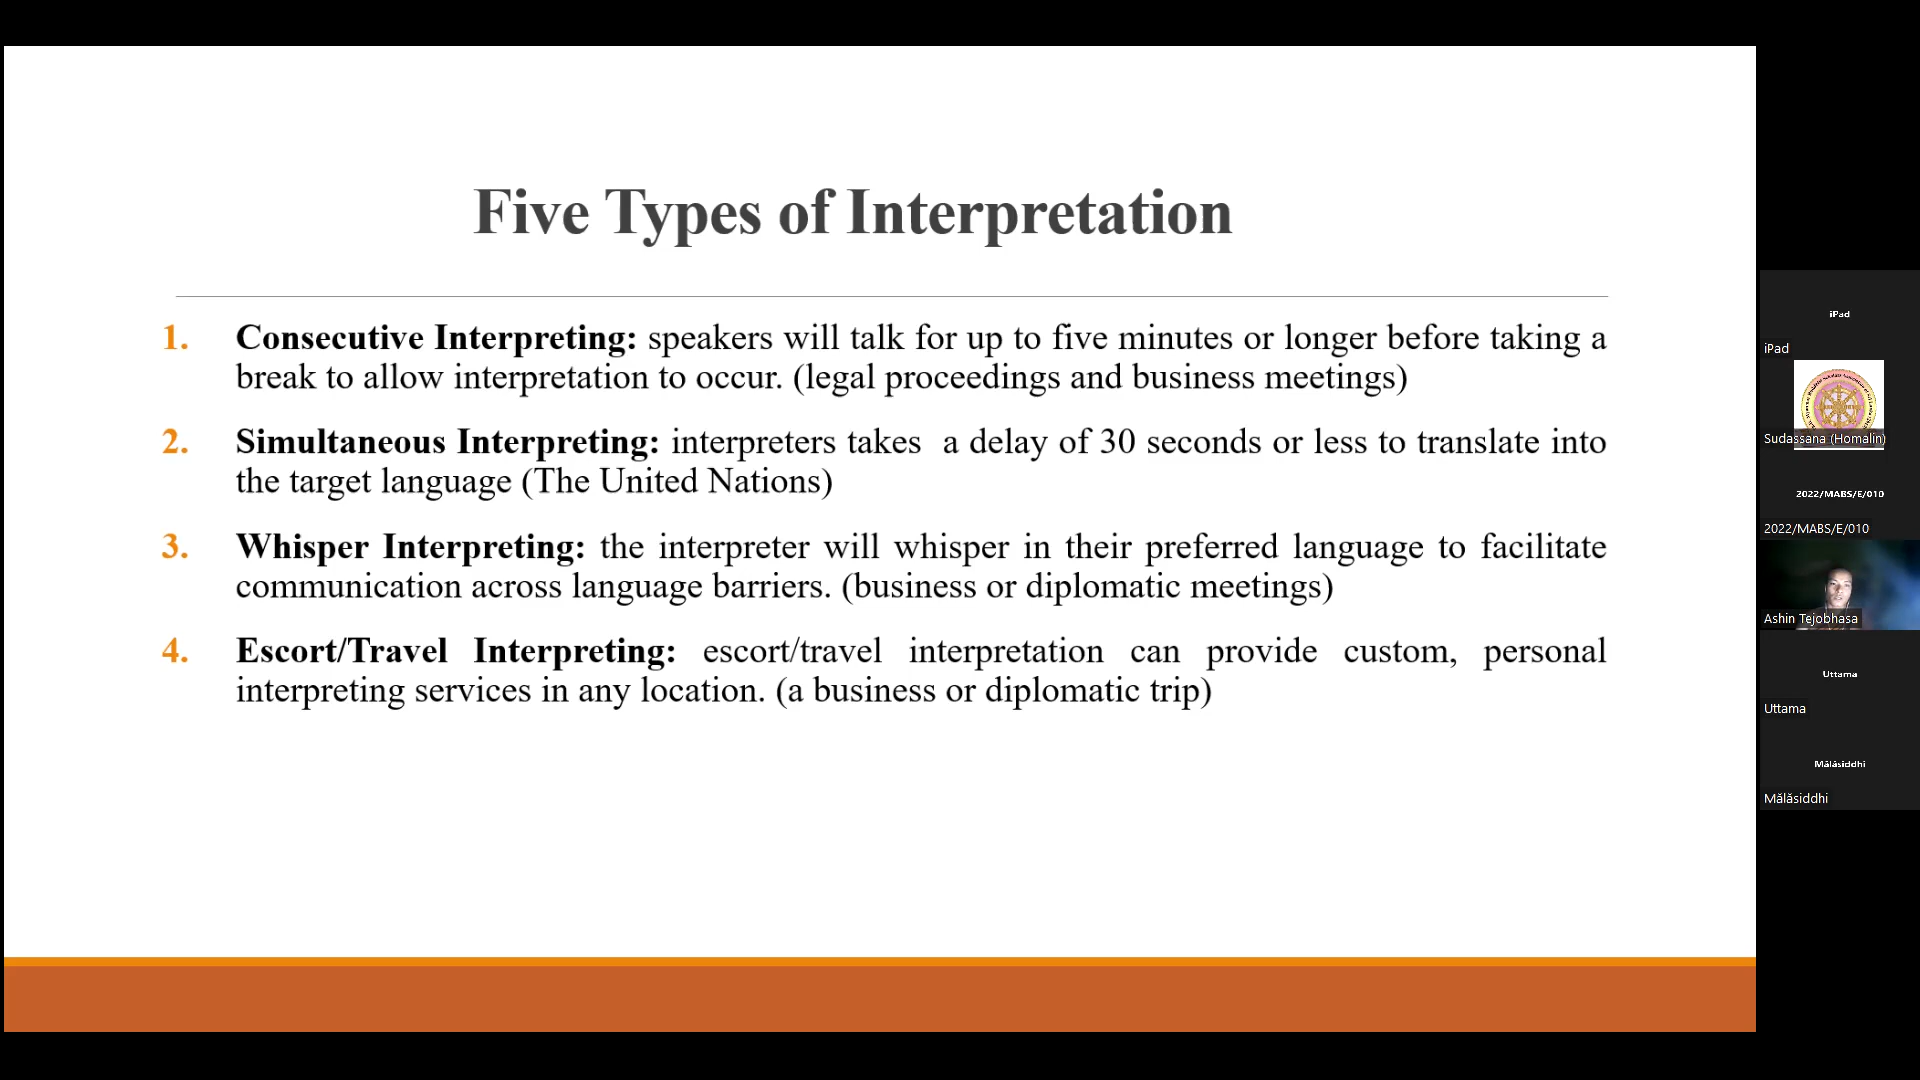 Five Types of Interpretation
1. Consecutive Interpreting: speakers will talk for up to five minutes or longer before taking a
break to allow interpretation to occur. (legal proceedings and business meetings)
2. Simultaneous Interpreting: interpreters takes  a delay of 30 seconds or less to translate into
the target language (The United Nations)
3. Whisper Interpreting: the interpreter will whisper in their preferred language to facilitate
communication across language barriers. (business or diplomatic meetings)
4. Escort/Travel Interpreting: escort/travel interpretation can provide custom, personal
interpreting services in any location. (a business or diplomatic trip)
iPad
iPad
Sudassana (Homalin)
2022/MABS/E/010
2022/MABS/E/010
Ashin Tejobhasa
Uttama
Uttama
Mălăsiddhi
Mălăsiddhi